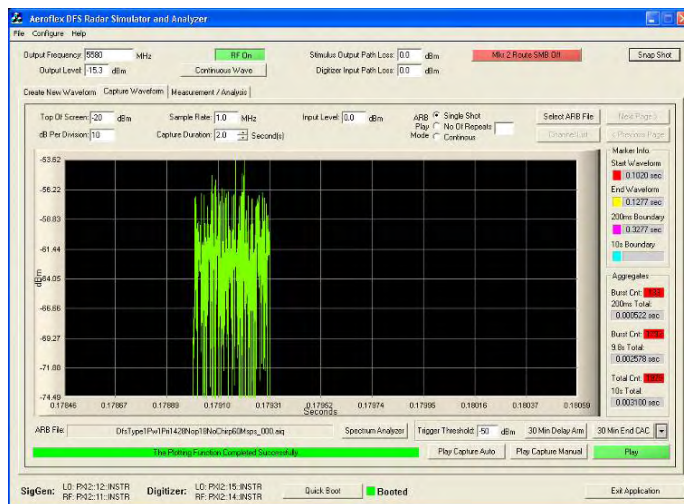 Aeroflex DFS Radar Simulator and Analyzer
File Configure Help
Output Frequency: 5580 MHz RF On Stimulus Output Path Loss: 0.0 dBm Mkr 2 Route SMB Off Snap Shot
Output Level: -15.3 dBm Continuous Wave Digitizer Input Path Loss: 0.0 dBm
Create New Waveform Capture Waveform Measurement / Analysis
Top Of Screen: -20 dBm Sample Rate: 1.0 MHz Input Level: 0.0 dBm ARB Play Mode Single Shot Select ARB File Next Page >
No Of Repeats
dB Per Division: 10 Capture Duration: 2.0 Second(s) Continous Channel List < Previous Page
Marker Info.
Start Waveform
0.1020 sec
End Waveform
0.1277 sec
200ms Boundary
0.3277 sec
10s Boundary
Aggregates
Burst Cnt:
200ms Total:
0.000522 sec
Burst Cnt:
9.8s Total:
0.002578 sec
Total Cnt:
10s Total:
0.003100 sec
dBm
-53.62
-56.22
-58.83
-61.44
-64.05
-66.66
-69.27
-71.88
-74.49
0.17846 0.17867 0.17889 0.17910 0.17931 0.17952 0.17974 0.17995 0.18016 0.18037 0.18059
Seconds
ARB File: DfsType1Pw1Pri1428Nop18NoChirp60Msps_000.aiq Spectrum Analyzer Trigger Threshold: -50 dBm 30 Min Delay Arm 30 Min End CAC
The Plotting Function Completed Successfully Play Capture Auto Play Capture Manual Play
SigGen: LO: PXI2::12::INSTR Digitizer: LO: PXI2::15::INSTR Quick Boot Booted Exit Application
RF: PXI2::11::INSTR RF: PXI2::14::INSTR